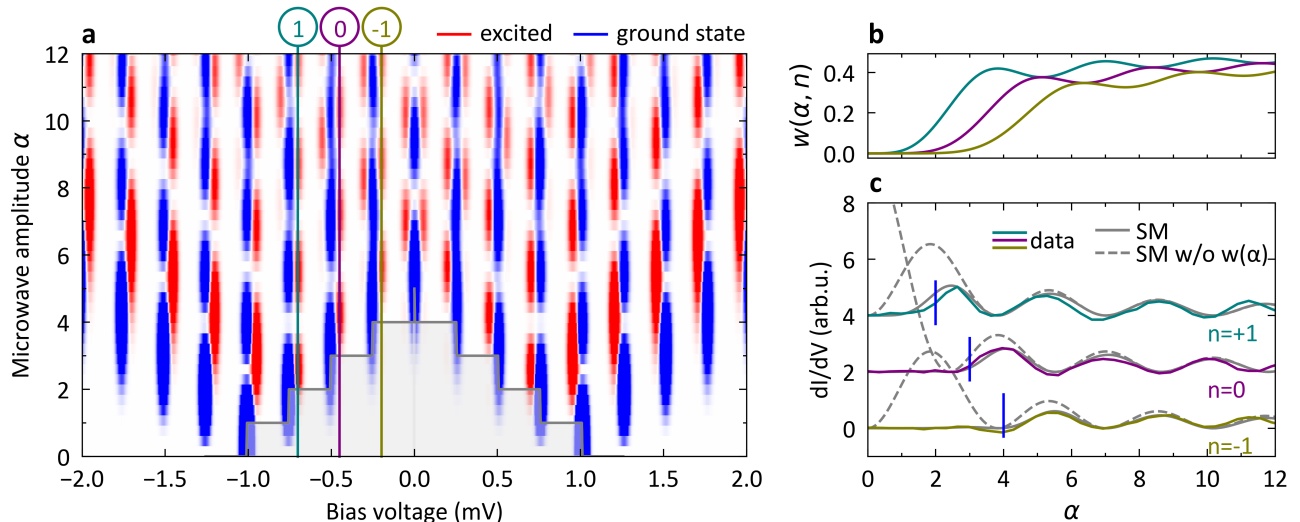 a
1 0 -1
excited ground state
12
10
8
6
4
2
0
Microwave amplitude α
−2.0 −1.5 −1.0 −0.5 0.0 0.5 1.0 1.5 2.0
Bias voltage (mV)
b
0.4
0.2
0.0
w(α, n)
c
8
6
4
2
0
dI/dV (arb.u.)
data
SM
SM w/o w(α)
n=+1
n=0
n=-1
0 2 4 6 8 10 12
α